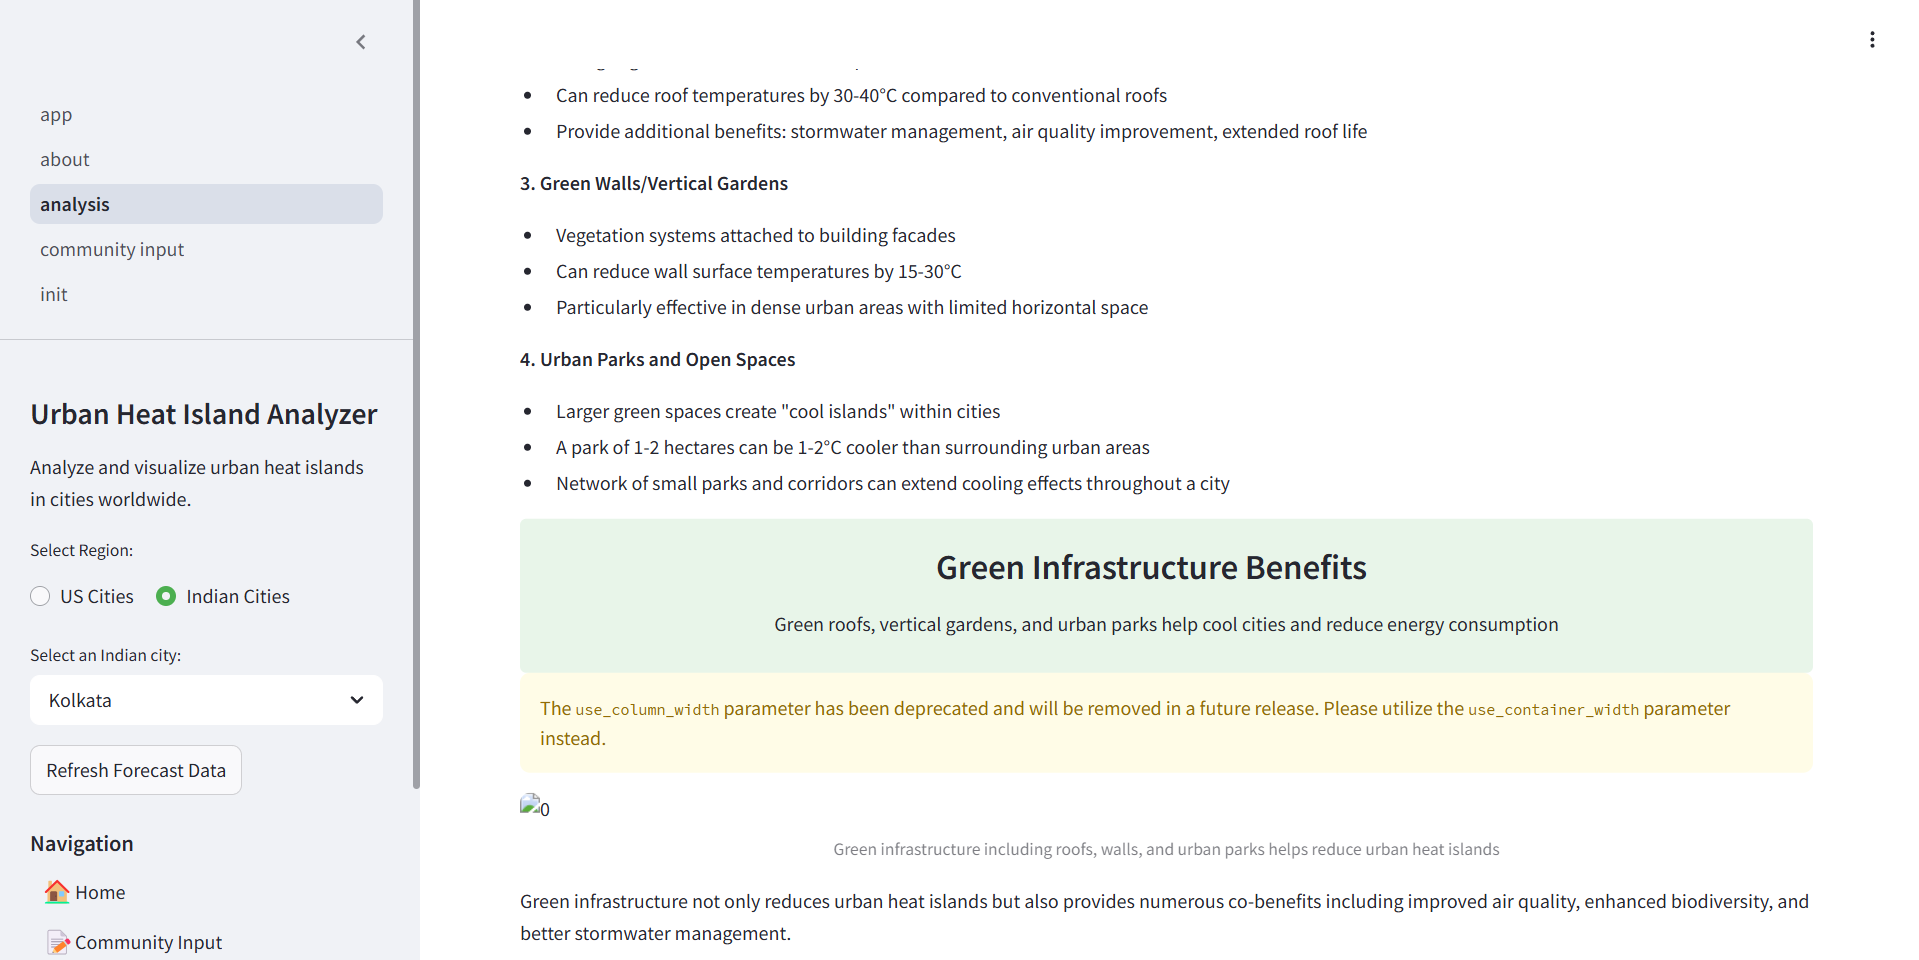 app
about
analysis
community input
init
Urban Heat Island Analyzer
Analyze and visualize urban heat islands
in cities worldwide.
Select Region:
US Cities
Indian Cities
Select an Indian city:
Kolkata
Refresh Forecast Data
Navigation
Home
Community Input
Can reduce roof temperatures by 30-40°C compared to conventional roofs
Provide additional benefits: stormwater management, air quality improvement, extended roof life
3. Green Walls/Vertical Gardens
Vegetation systems attached to building facades
Can reduce wall surface temperatures by 15-30°C
Particularly effective in dense urban areas with limited horizontal space
4. Urban Parks and Open Spaces
Larger green spaces create "cool islands" within cities
A park of 1-2 hectares can be 1-2°C cooler than surrounding urban areas
Network of small parks and corridors can extend cooling effects throughout a city
Green Infrastructure Benefits
Green roofs, vertical gardens, and urban parks help cool cities and reduce energy consumption
The use_column_width parameter has been deprecated and will be removed in a future release. Please utilize the use_container_width parameter
instead.
0
Green infrastructure including roofs, walls, and urban parks helps reduce urban heat islands
Green infrastructure not only reduces urban heat islands but also provides numerous co-benefits including improved air quality, enhanced biodiversity, and
better stormwater management.